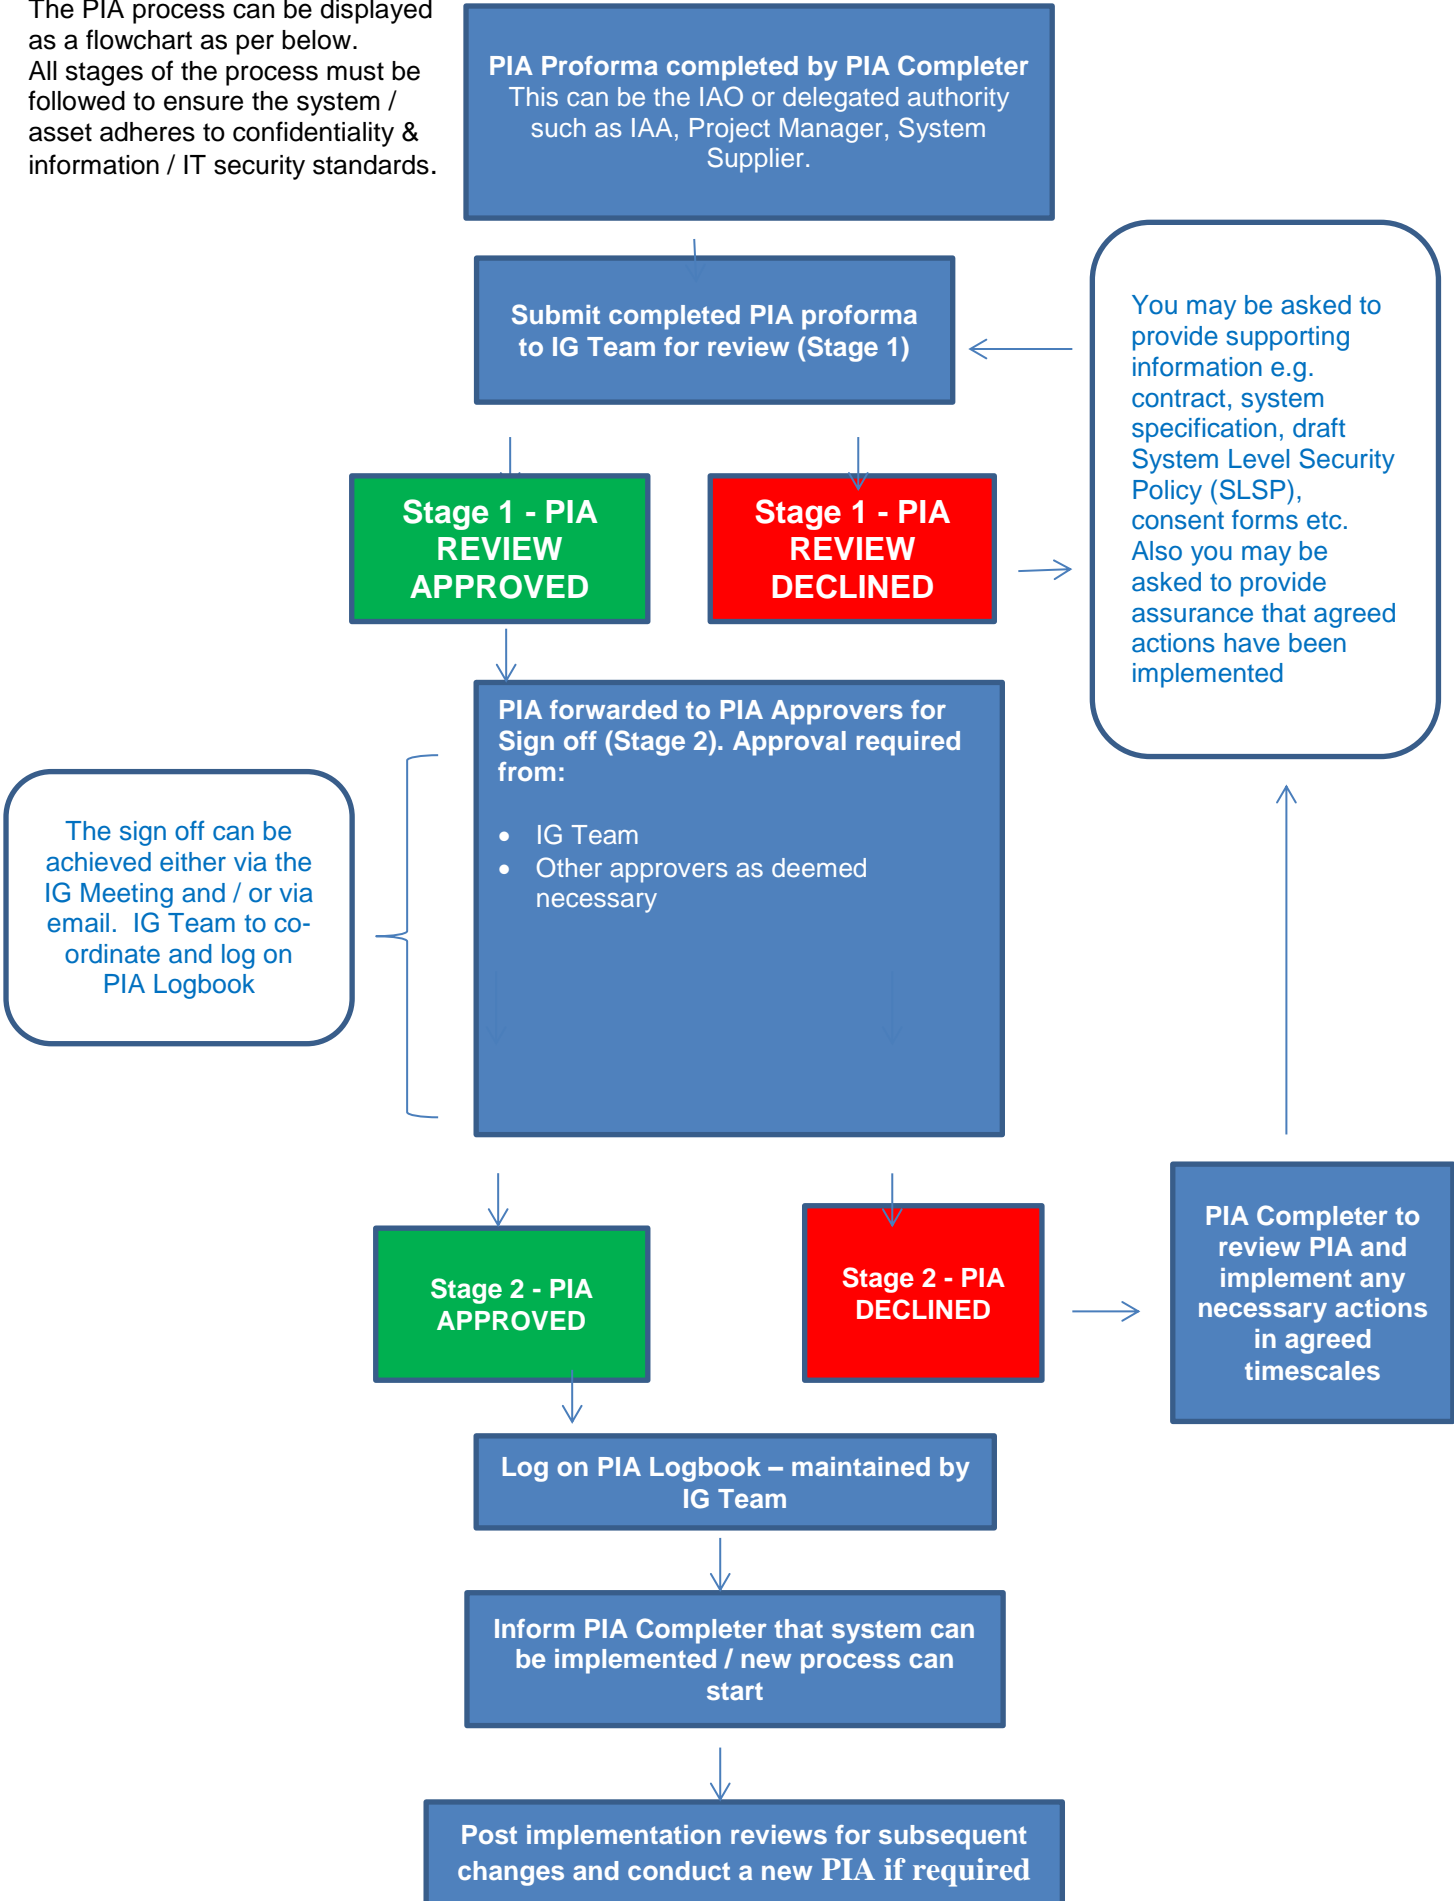 The PIA process can be displayed
as a flowchart as per below.
All stages of the process must be
followed to ensure the system /
asset adheres to confidentiality &
information / IT security standards.
PIA Proforma completed by PIA Completer
This can be the IAO or delegated authority
such as IAA, Project Manager, System
Supplier.
Submit completed PIA proforma
to IG Team for review (Stage 1)
You may be asked to
provide supporting
information e.g.
contract, system
specification, draft
System Level Security
Policy (SLSP),
consent forms etc.
Also you may be
asked to provide
assurance that agreed
actions have been
implemented
Stage 1 - PIA
REVIEW
APPROVED
Stage 1 - PIA
REVIEW
DECLINED
PIA forwarded to PIA Approvers for
Sign off (Stage 2). Approval required
from:
• IG Team
• Other approvers as deemed
necessary
The sign off can be
achieved either via the
IG Meeting and / or via
email.  IG Team to co-
ordinate and log on
PIA Logbook
Stage 2 - PIA
APPROVED
Stage 2 - PIA
DECLINED
PIA Completer to
review PIA and
implement any
necessary actions
in agreed
timescales
Log on PIA Logbook – maintained by
IG Team
Inform PIA Completer that system can
be implemented / new process can
start
Post implementation reviews for subsequent
changes and conduct a new PIA if required